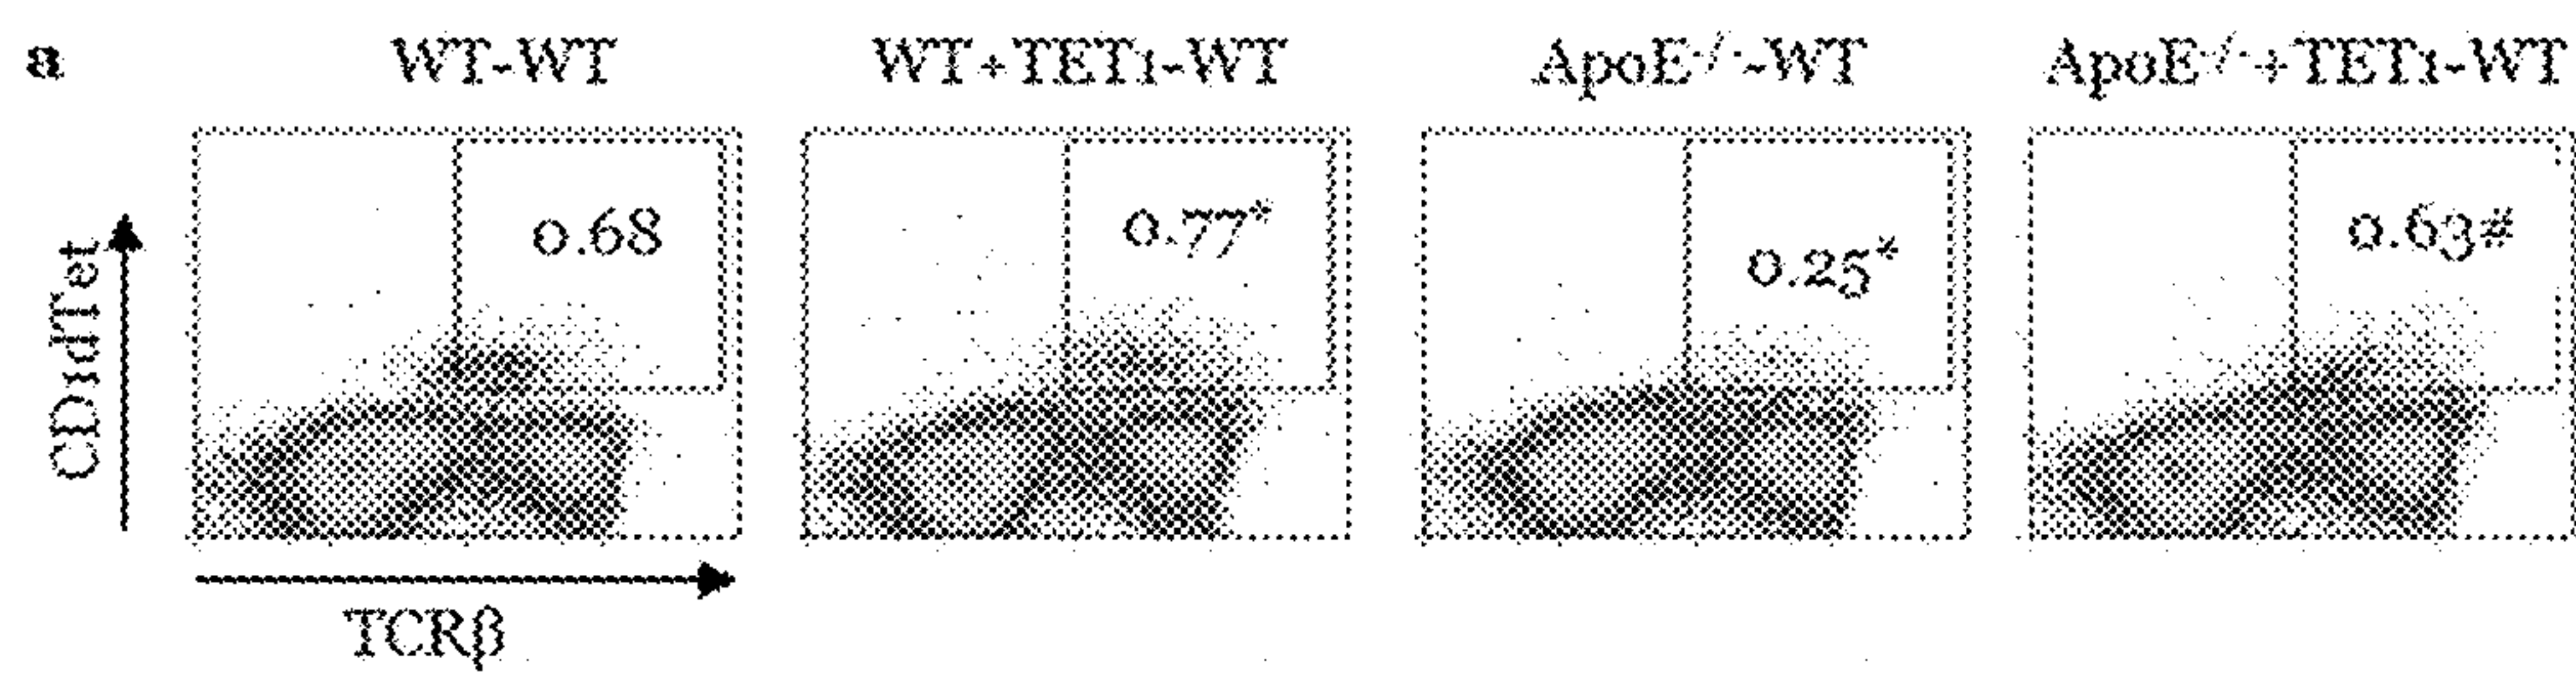 a
WT-WT
WT+TET1-WT
ApoE-/--WT
ApoE-/-+TET1-WT
CD1dTet
0.68
0.77*
0.25*
0.63#
TCRβ